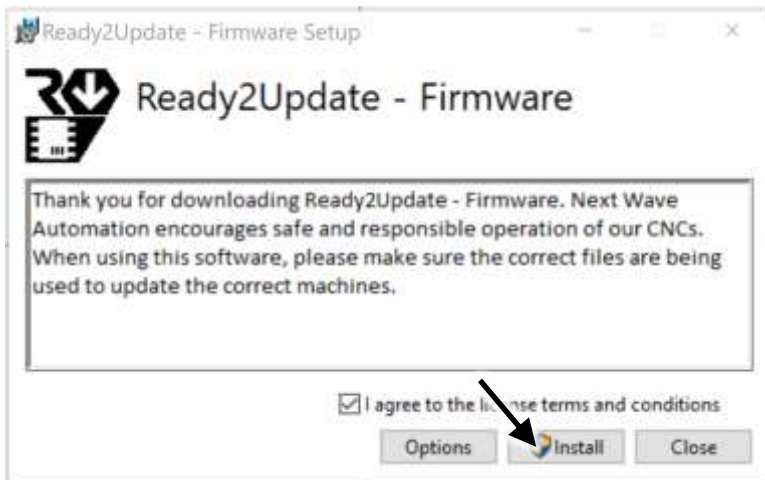 Ready2Update - Firmware Setup
Ready2Update - Firmware
Thank you for downloading Ready2Update - Firmware. Next Wave
Automation encourages safe and responsible operation of our CNCs.
When using this software, please make sure the correct files are being
used to update the correct machines.
I agree to the license terms and conditions
Options Install Close